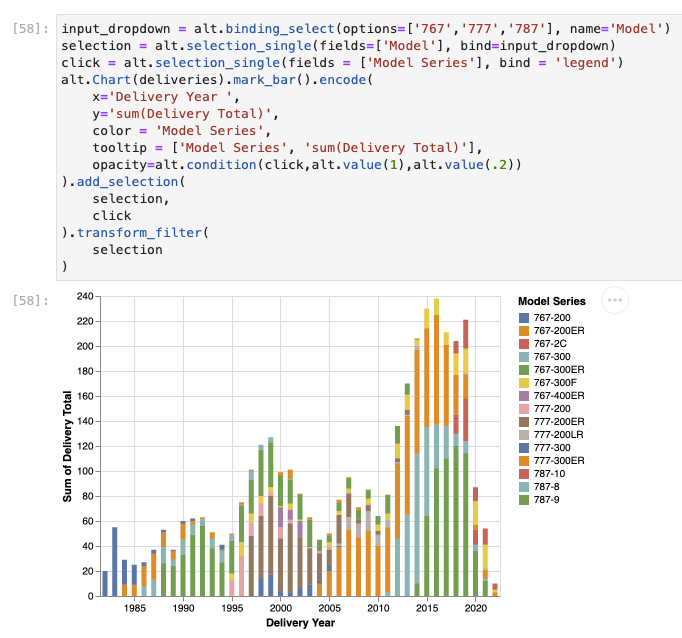 [58]: input_dropdown = alt.binding_select(options=['767','777','787'], name='Model')
selection = alt.selection_single(fields=['Model'], bind=input_dropdown)
click = alt.selection_single(fields = ['Model Series'], bind = 'legend')
alt.Chart(deliveries).mark_bar().encode(
    x='Delivery Year ',
    y='sum(Delivery Total)',
    color = 'Model Series',
    tooltip = ['Model Series', 'sum(Delivery Total)'],
    opacity=alt.condition(click,alt.value(1),alt.value(.2))
).add_selection(
    selection,
    click
).transform_filter(
    selection
)
[58]:
Sum of Delivery Total
240
220
200
180
160
140
120
100
80
60
40
20
0
1985 1990 1995 2000 2005 2010 2015 2020
Delivery Year
Model Series
767-200
767-200ER
767-2C
767-300
767-300ER
767-300F
767-400ER
777-200
777-200ER
777-200LR
777-300
777-300ER
787-10
787-8
787-9